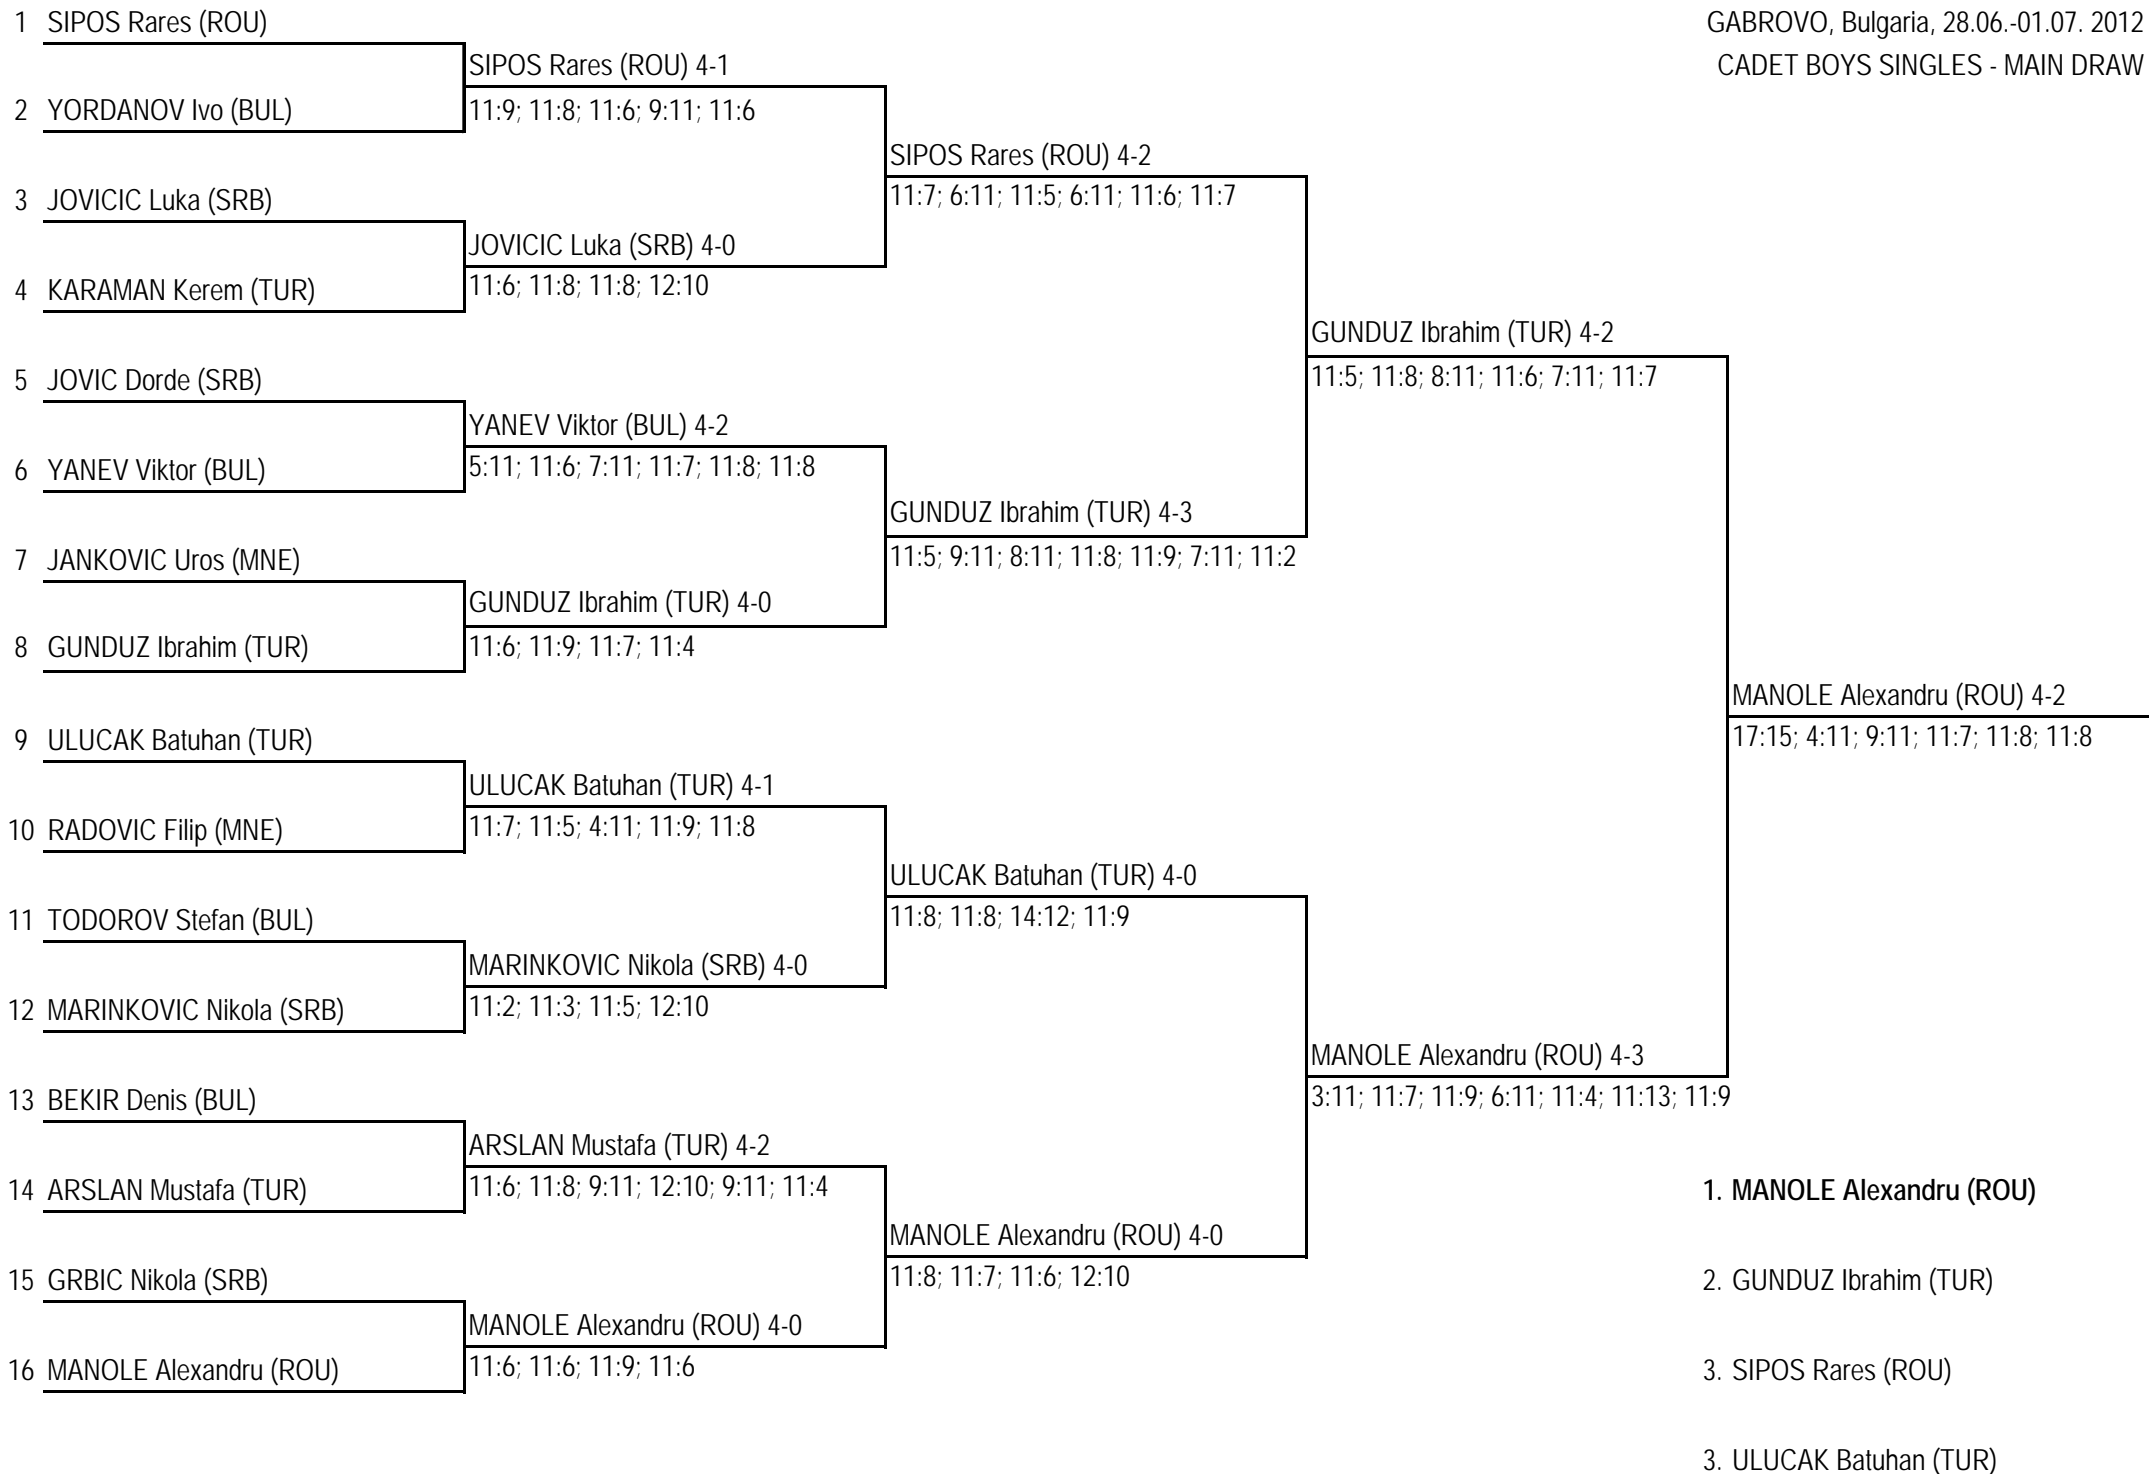 1 SIPOS Rares (ROU)
GABROVO, Bulgaria, 28.06.-01.07. 2012
SIPOS Rares (ROU) 4-1
CADET BOYS SINGLES - MAIN DRAW
2 YORDANOV Ivo (BUL)
11:9; 11:8; 11:6; 9:11; 11:6
SIPOS Rares (ROU) 4-2
3 JOVICIC Luka (SRB)
11:7; 6:11; 11:5; 6:11; 11:6; 11:7
JOVICIC Luka (SRB) 4-0
4 KARAMAN Kerem (TUR)
11:6; 11:8; 11:8; 12:10
GUNDUZ Ibrahim (TUR) 4-2
5 JOVIC Dorde (SRB)
11:5; 11:8; 8:11; 11:6; 7:11; 11:7
YANEV Viktor (BUL) 4-2
6 YANEV Viktor (BUL)
5:11; 11:6; 7:11; 11:7; 11:8; 11:8
GUNDUZ Ibrahim (TUR) 4-3
7 JANKOVIC Uros (MNE)
11:5; 9:11; 8:11; 11:8; 11:9; 7:11; 11:2
GUNDUZ Ibrahim (TUR) 4-0
8 GUNDUZ Ibrahim (TUR)
11:6; 11:9; 11:7; 11:4
MANOLE Alexandru (ROU) 4-2
9 ULUCAK Batuhan (TUR)
17:15; 4:11; 9:11; 11:7; 11:8; 11:8
ULUCAK Batuhan (TUR) 4-1
10 RADOVIC Filip (MNE)
11:7; 11:5; 4:11; 11:9; 11:8
ULUCAK Batuhan (TUR) 4-0
11 TODOROV Stefan (BUL)
11:8; 11:8; 14:12; 11:9
MARINKOVIC Nikola (SRB) 4-0
12 MARINKOVIC Nikola (SRB)
11:2; 11:3; 11:5; 12:10
MANOLE Alexandru (ROU) 4-3
13 BEKIR Denis (BUL)
3:11; 11:7; 11:9; 6:11; 11:4; 11:13; 11:9
ARSLAN Mustafa (TUR) 4-2
14 ARSLAN Mustafa (TUR)
11:6; 11:8; 9:11; 12:10; 9:11; 11:4
1. MANOLE Alexandru (ROU)
MANOLE Alexandru (ROU) 4-0
15 GRBIC Nikola (SRB)
11:8; 11:7; 11:6; 12:10
2. GUNDUZ Ibrahim (TUR)
MANOLE Alexandru (ROU) 4-0
16 MANOLE Alexandru (ROU)
11:6; 11:6; 11:9; 11:6
3. SIPOS Rares (ROU)
3. ULUCAK Batuhan (TUR)